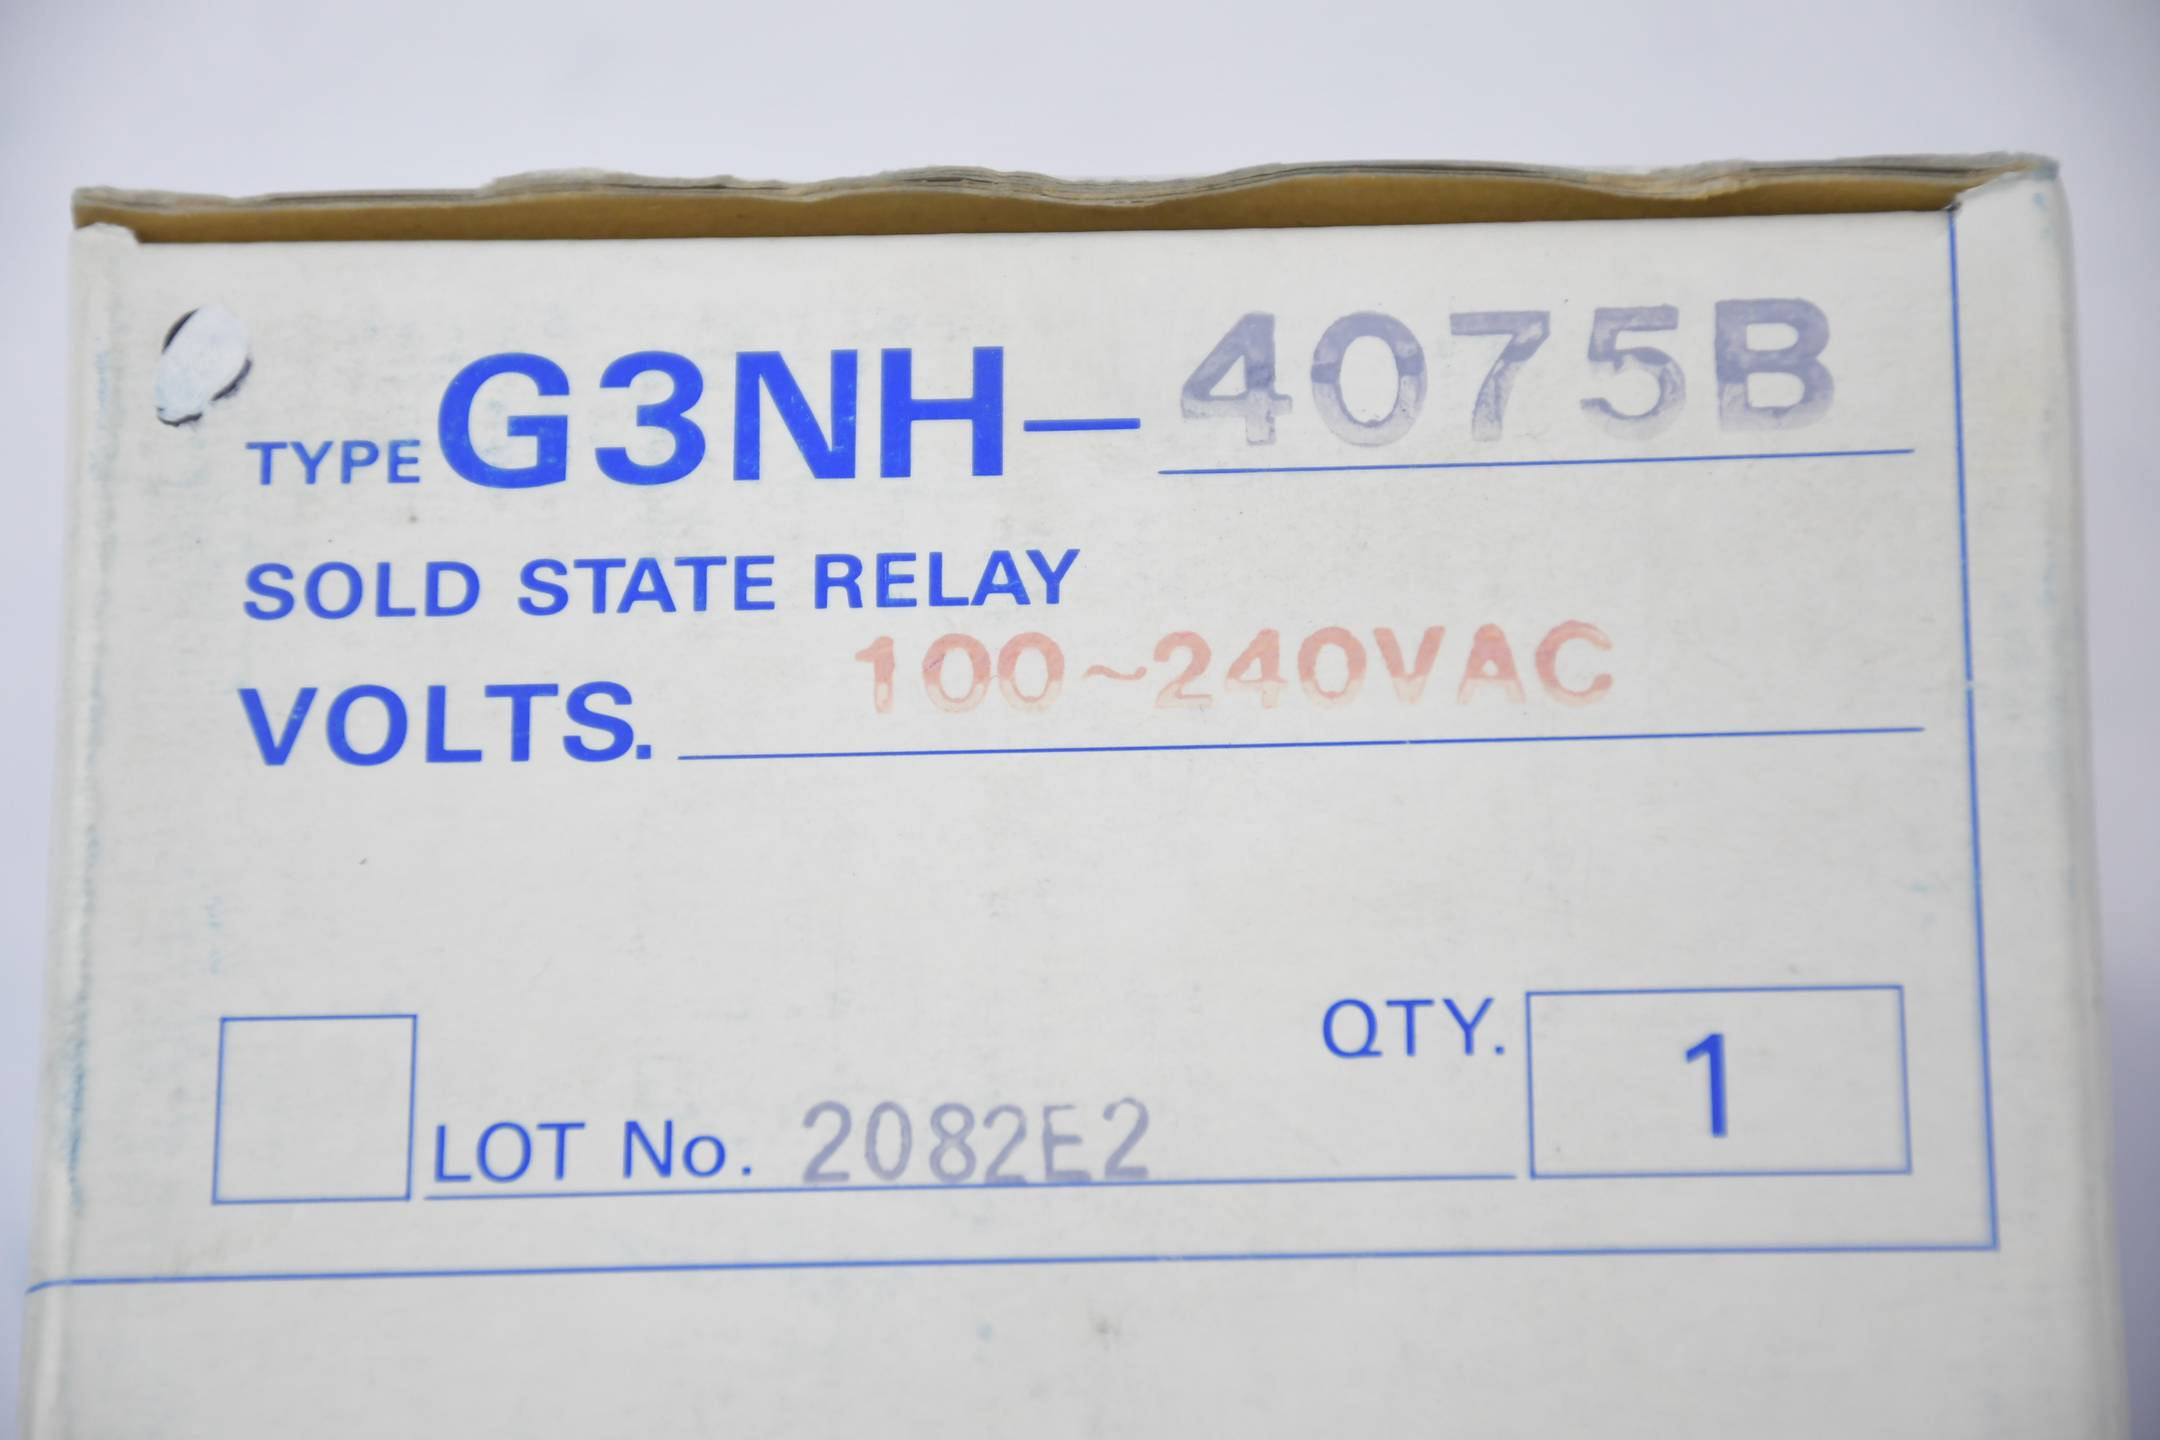 TYPE G3NH-4075B
SOLD STATE RELAY
VOLTS. 100~240VAC
QTY. 1
LOT No. 2082E2